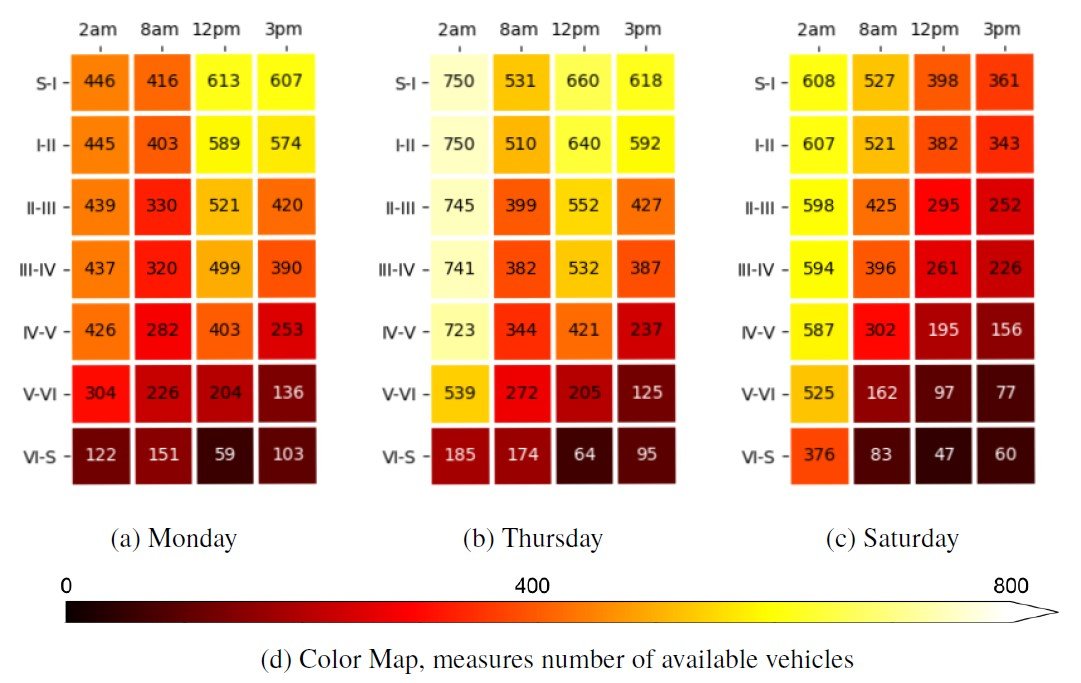 2am 8am 12pm 3pm
S-I 446 416 613 607
I-II 445 403 589 574
II-III 439 330 521 420
III-IV 437 320 499 390
IV-V 426 282 403 253
V-VI 304 226 204 136
VI-S 122 151 59 103
(a) Monday
2am 8am 12pm 3pm
S-I 750 531 660 618
I-II 750 510 640 592
II-III 745 399 552 427
III-IV 741 382 532 387
IV-V 723 344 421 237
V-VI 539 272 205 125
VI-S 185 174 64 95
(b) Thursday
2am 8am 12pm 3pm
S-I 608 527 398 361
I-II 607 521 382 343
II-III 598 425 295 252
III-IV 594 396 261 226
IV-V 587 302 195 156
V-VI 525 162 97 77
VI-S 376 83 47 60
(c) Saturday
0 400 800
(d) Color Map, measures number of available vehicles